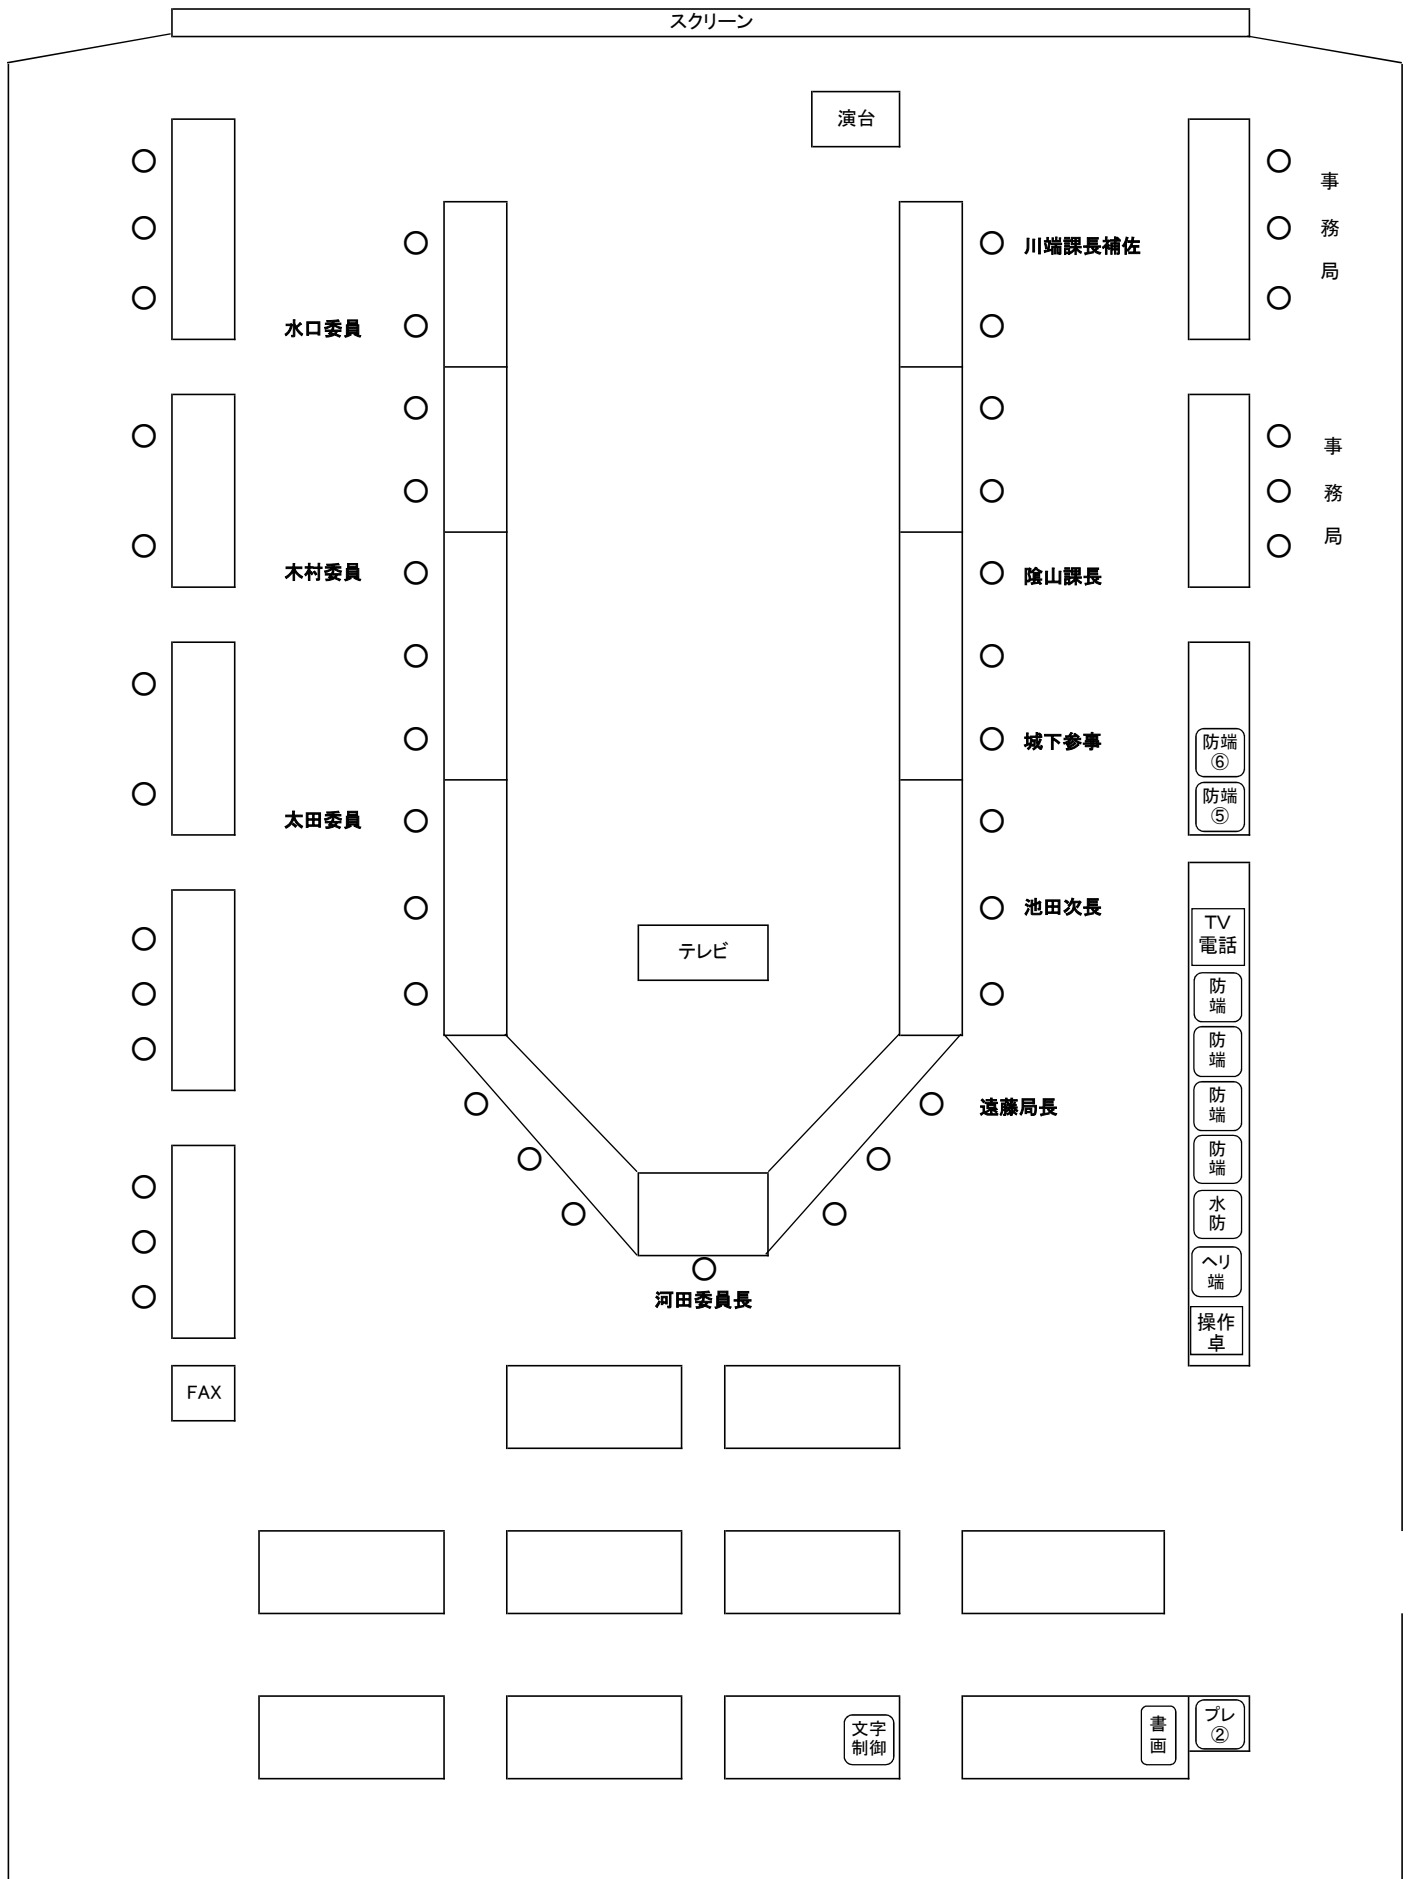 スクリーン
演台
事
務
局
川端課長補佐
水口委員
事
務
局
木村委員
陰山課長
城下参事
防端
⑥
防端
⑤
太田委員
池田次長
テレビ
TV
電話
防
端
防
端
防
端
防
端
水
防
ヘリ
端
操作
卓
遠藤局長
河田委員長
FAX
文字
制御
書
画
プレ
②